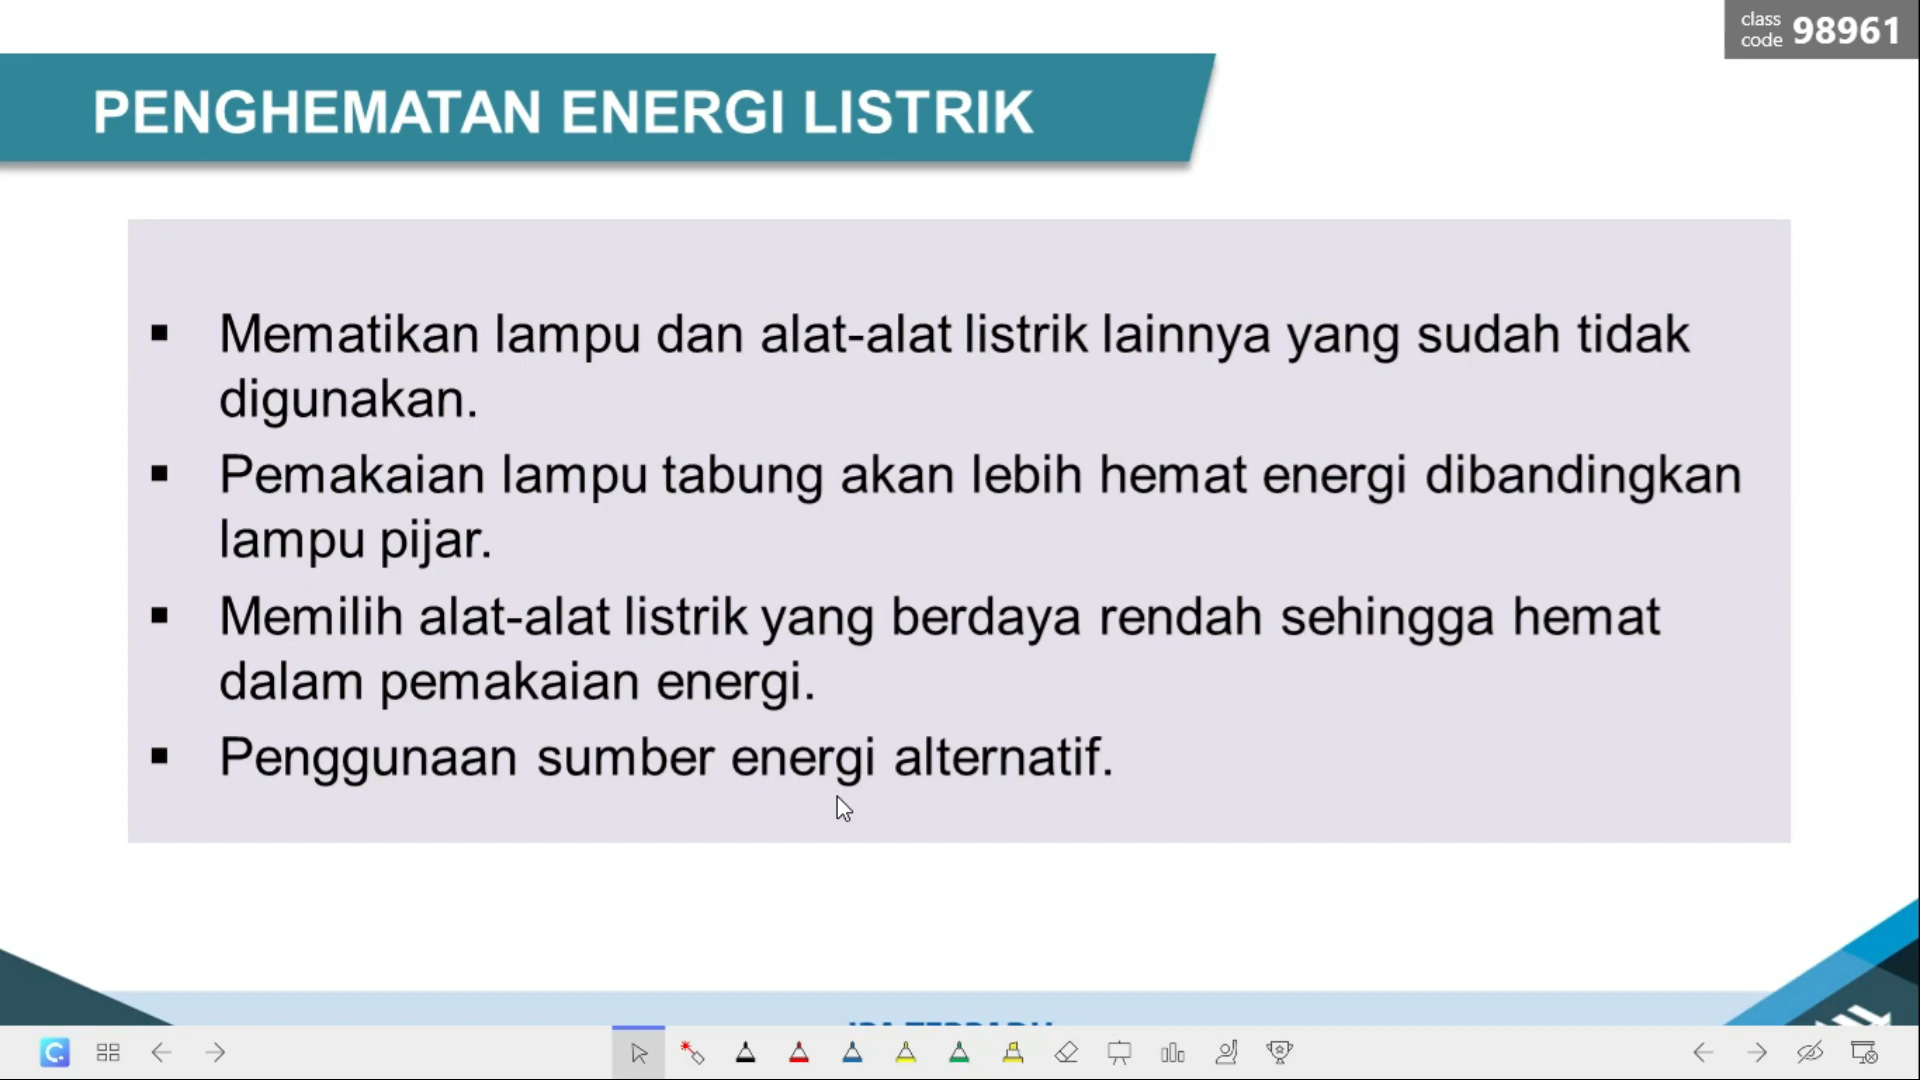 class
code 98961
PENGHEMATAN ENERGI LISTRIK
▪ Mematikan lampu dan alat-alat listrik lainnya yang sudah tidak
digunakan.
▪ Pemakaian lampu tabung akan lebih hemat energi dibandingkan
lampu pijar.
▪ Memilih alat-alat listrik yang berdaya rendah sehingga hemat
dalam pemakaian energi.
▪ Penggunaan sumber energi alternatif.